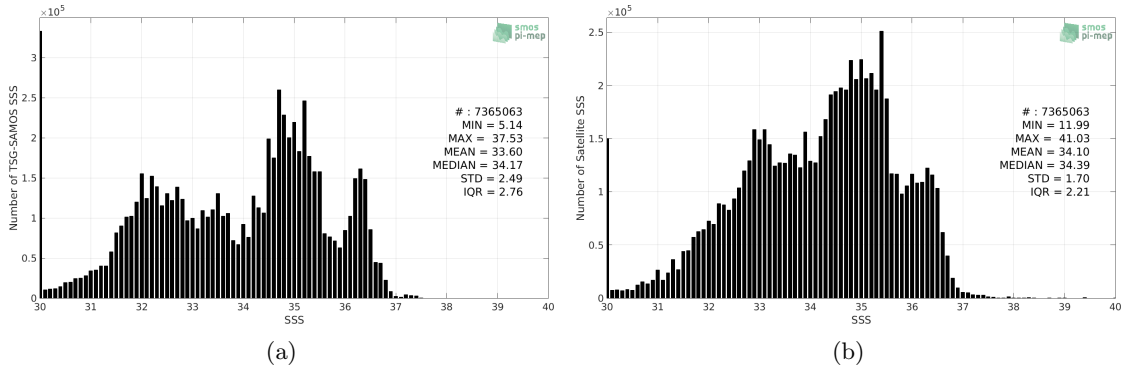 ×10⁵
smos
pi-mep
Number of TSG-SAMOS SSS
3
2.5
2
1.5
1
0.5
0
# : 7365063
MIN = 5.14
MAX = 37.53
MEAN = 33.60
MEDIAN = 34.17
STD = 2.49
IQR = 2.76
30 31 32 33 34 35 36 37 38 39 40
SSS
(a)
×10⁵
smos
pi-mep
Number of Satellite SSS
2.5
2
1.5
1
0.5
0
# : 7365063
MIN = 11.99
MAX = 41.03
MEAN = 34.10
MEDIAN = 34.39
STD = 1.70
IQR = 2.21
30 31 32 33 34 35 36 37 38 39 40
SSS
(b)